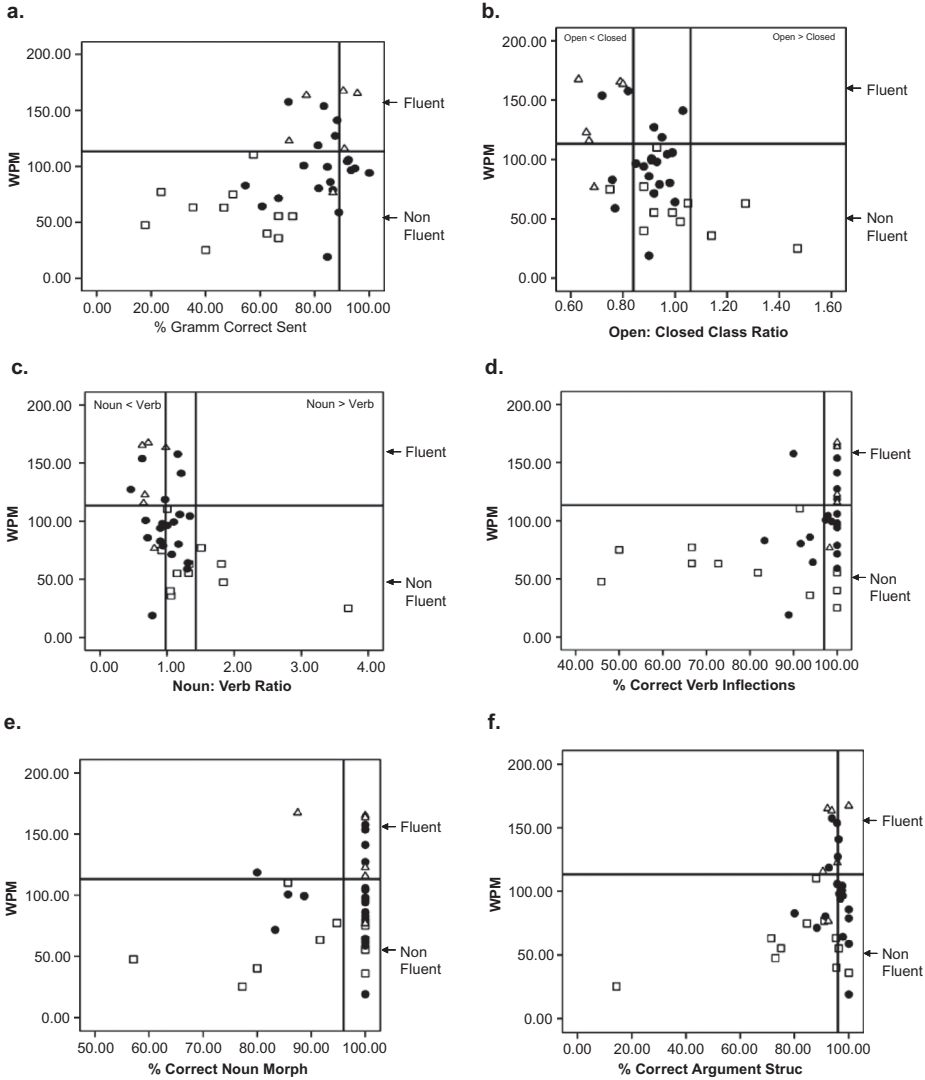 a.
200.00
150.00
100.00
50.00
0.00
WPM
Fluent
Non
Fluent
0.00 20.00 40.00 60.00 80.00 100.00
% Gramm Correct Sent
b.
Open < Closed Open > Closed
200.00
150.00
100.00
50.00
0.00
WPM
Fluent
Non
Fluent
0.60 0.80 1.00 1.20 1.40 1.60
Open: Closed Class Ratio
c.
Noun < Verb Noun > Verb
200.00
150.00
100.00
50.00
0.00
WPM
Fluent
Non
Fluent
0.00 1.00 2.00 3.00 4.00
Noun: Verb Ratio
d.
200.00
150.00
100.00
50.00
0.00
WPM
Fluent
Non
Fluent
40.00 50.00 60.00 70.00 80.00 90.00 100.00
% Correct Verb Inflections
e.
200.00
150.00
100.00
50.00
0.00
WPM
Fluent
Non
Fluent
50.00 60.00 70.00 80.00 90.00 100.00
% Correct Noun Morph
f.
200.00
150.00
100.00
50.00
0.00
WPM
Fluent
Non
Fluent
0.00 20.00 40.00 60.00 80.00 100.00
% Correct Argument Struc